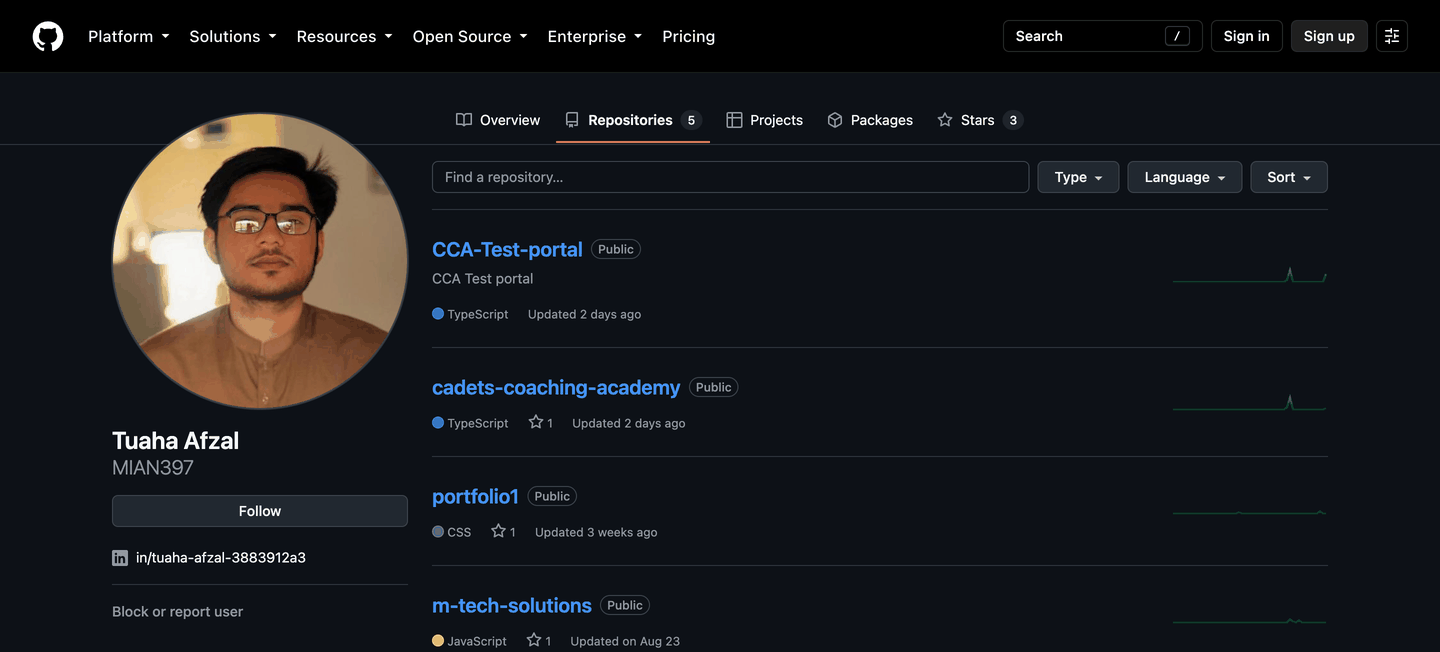 Platform Solutions Resources Open Source Enterprise Pricing Search / Sign in Sign up
Overview Repositories 5 Projects Packages Stars 3
Find a repository... Type Language Sort
CCA-Test-portal Public
CCA Test portal
TypeScript Updated 2 days ago
cadets-coaching-academy Public
TypeScript 1 Updated 2 days ago
portfolio1 Public
CSS 1 Updated 3 weeks ago
m-tech-solutions Public
JavaScript 1 Updated on Aug 23
Tuaha Afzal
MIAN397
Follow
in/tuaha-afzal-3883912a3
Block or report user